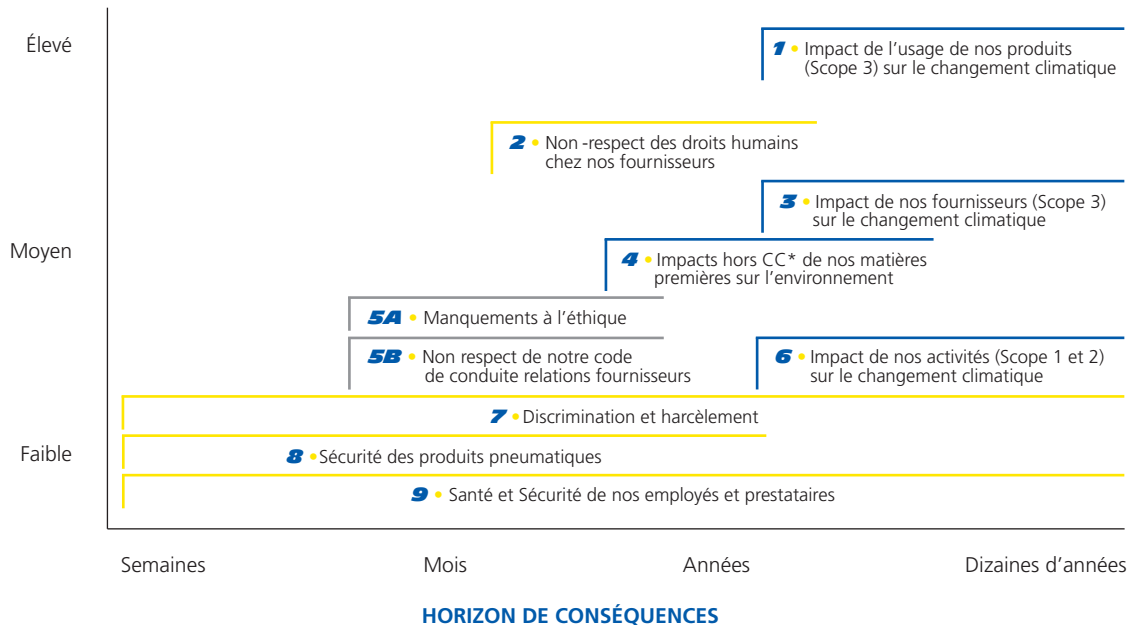 Élevé
1 • Impact de l’usage de nos produits
(Scope 3) sur le changement climatique
2 • Non -respect des droits humains
chez nos fournisseurs
3 • Impact de nos fournisseurs (Scope 3)
sur le changement climatique
Moyen
4 • Impacts hors CC* de nos matières
premières sur l’environnement
5A • Manquements à l’éthique
5B • Non respect de notre code
de conduite relations fournisseurs
6 • Impact de nos activités (Scope 1 et 2)
sur le changement climatique
7 • Discrimination et harcèlement
Faible
8 • Sécurité des produits pneumatiques
9 • Santé et Sécurité de nos employés et prestataires
Semaines
Mois
Années
Dizaines d’années
HORIZON DE CONSÉQUENCES